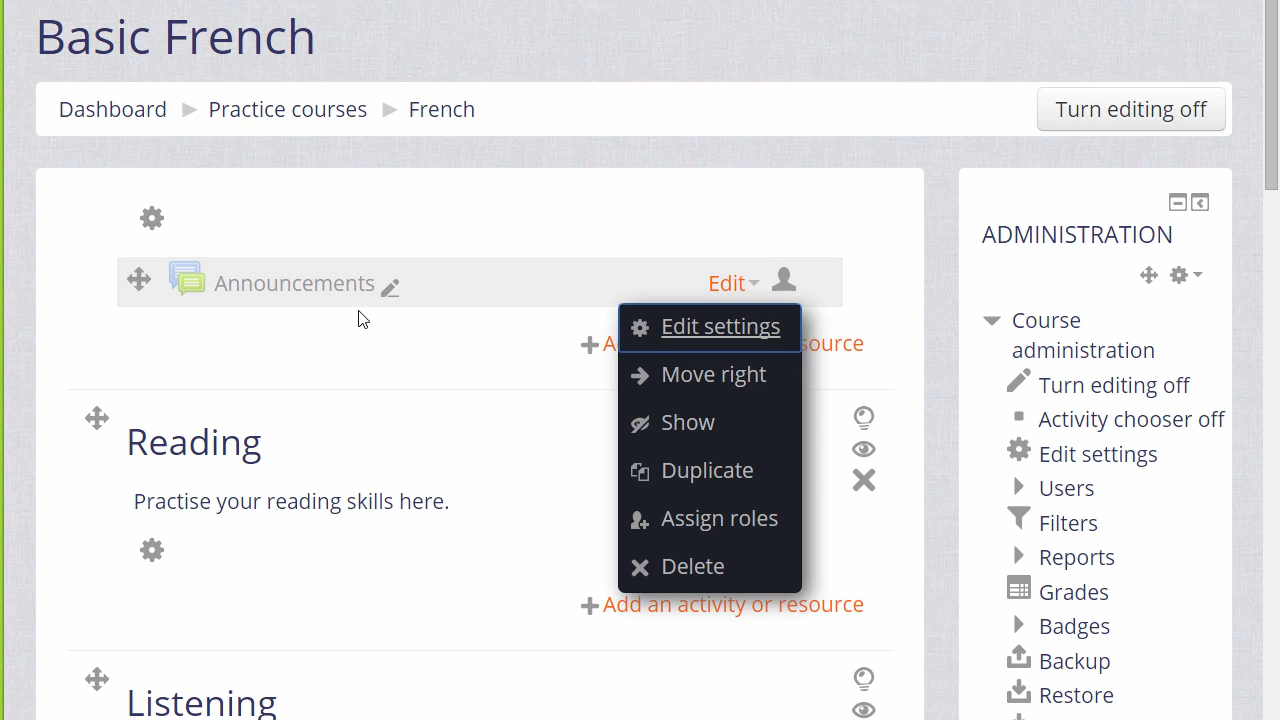 Basic French
Dashboard Practice courses French
Turn editing off
Announcements
Edit
Edit settings
Move right
Show
Duplicate
Assign roles
Delete
A source
Reading
Practise your reading skills here.
Add an activity or resource
Listening
ADMINISTRATION
Course
administration
Turn editing off
Activity chooser off
Edit settings
Users
Filters
Reports
Grades
Badges
Backup
Restore